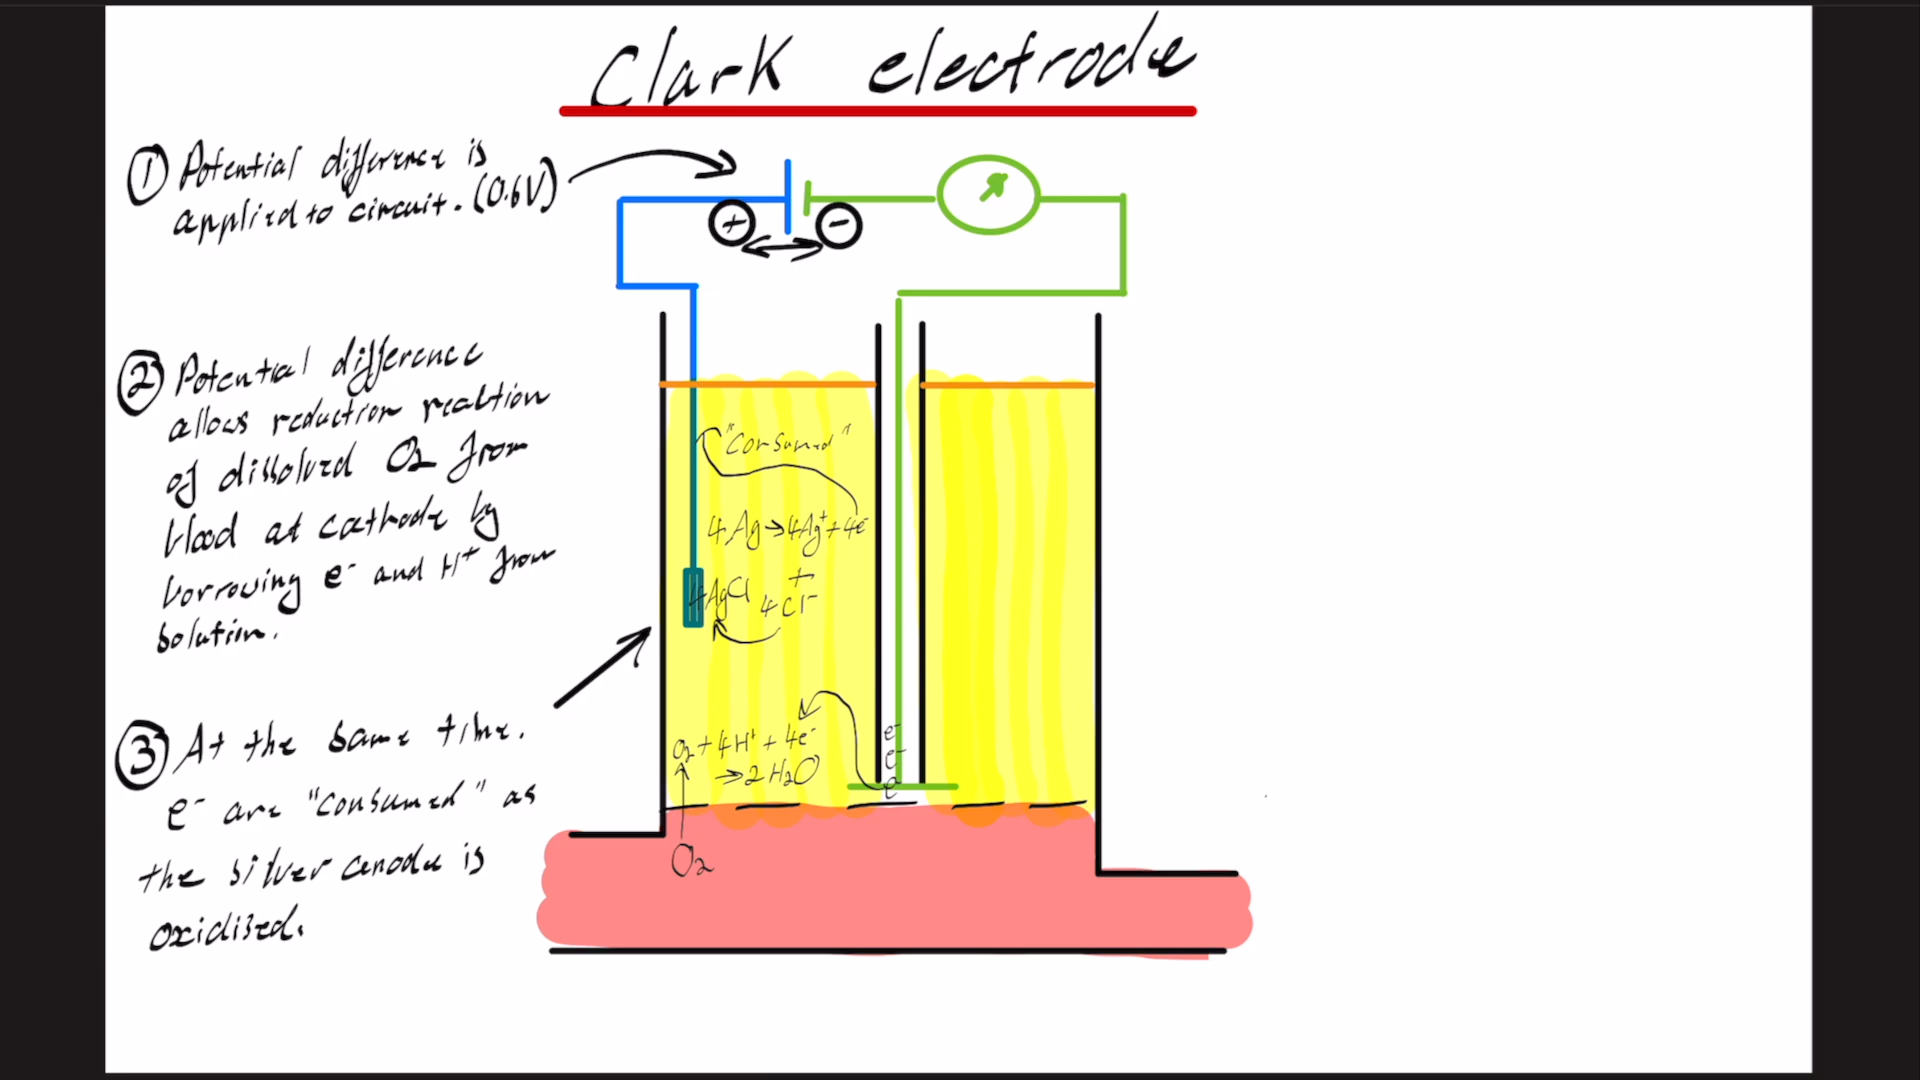 Clark electrode
① Potential difference is
applied to circuit. (0.6V)
+ -
② Potential difference
allows reduction reaction
of dissolved O₂ from
blood at cathode by
borrowing e⁻ and H⁺ from
solution.
③ At the same time.
e⁻ are "consumed" as
the silver anode is
oxidised.
"Consumed"
4Ag → 4Ag⁺ + 4e⁻
+
4AgCl 4Cl⁻
O₂ + 4H⁺ + 4e⁻
→ 2H₂O
e⁻
e⁻
e
O₂